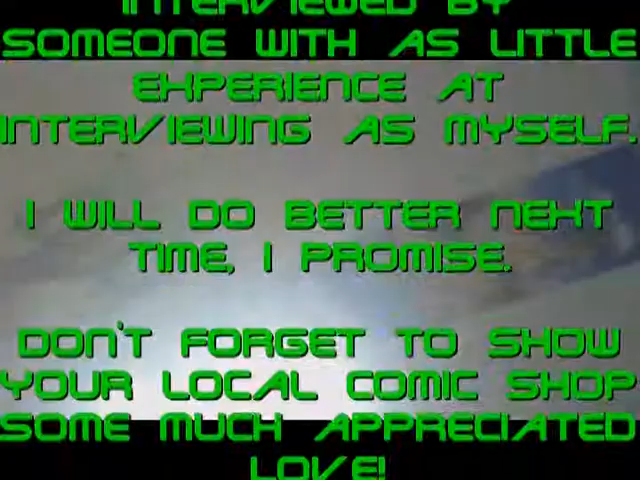 INTERVIEWED BY
SOMEONE WITH AS LITTLE
EXPERIENCE AT
INTERVIEWING AS MYSELF.
I WILL DO BETTER NEXT
TIME, I PROMISE.
DON'T FORGET TO SHOW
YOUR LOCAL COMIC SHOP
SOME MUCH APPRECIATED
LOVE!